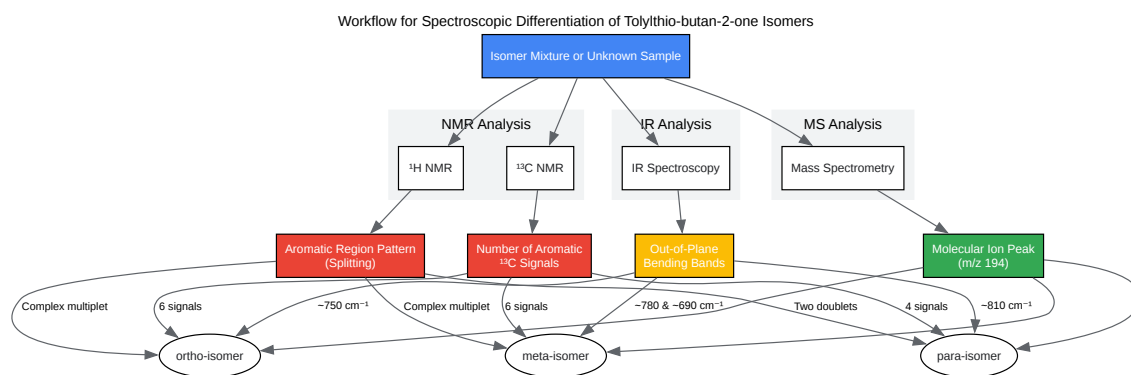 Workflow for Spectroscopic Differentiation of Tolylthio-butan-2-one Isomers
Isomer Mixture or Unknown Sample
NMR Analysis
IR Analysis
MS Analysis
¹H NMR
¹³C NMR
IR Spectroscopy
Mass Spectrometry
Aromatic Region Pattern
(Splitting)
Number of Aromatic
¹³C Signals
Out-of-Plane
Bending Bands
Molecular Ion Peak
(m/z 194)
Complex multiplet
6 signals
~750 cm⁻¹
Complex multiplet
6 signals
~780 & ~690 cm⁻¹
Two doublets
4 signals
~810 cm⁻¹
ortho-isomer
meta-isomer
para-isomer